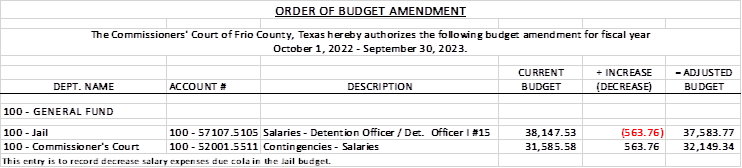 ORDER OF BUDGET AMENDMENT
The Commissioners' Court of Frio County, Texas hereby authorizes the following budget amendment for fiscal year
October 1, 2022 - September 30, 2023.
CURRENT + INCREASE = ADJUSTED
DEPT. NAME ACCOUNT # DESCRIPTION BUDGET (DECREASE) BUDGET
100 - GENERAL FUND
100 - Jail 100 - 57107.5105 Salaries - Detention Officer / Det. Officer I #15 38,147.53 (563.76) 37,583.77
100 - Commissioner's Court 100 - 52001.5511 Contingencies - Salaries 31,585.58 563.76 32,149.34
This entry is to record decrease salary expenses due cola in the Jail budget.